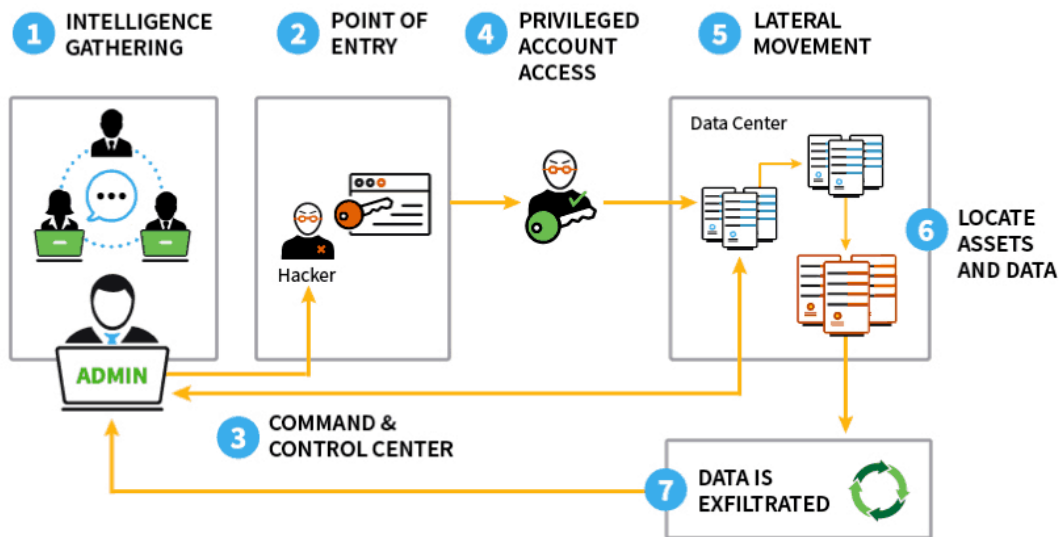 1
INTELLIGENCE
GATHERING
2
POINT OF
ENTRY
4
PRIVILEGED
ACCOUNT
ACCESS
5
LATERAL
MOVEMENT
Data Center
Hacker
6
LOCATE
ASSETS
AND DATA
ADMIN
3
COMMAND &
CONTROL CENTER
7
DATA IS
EXFILTRATED